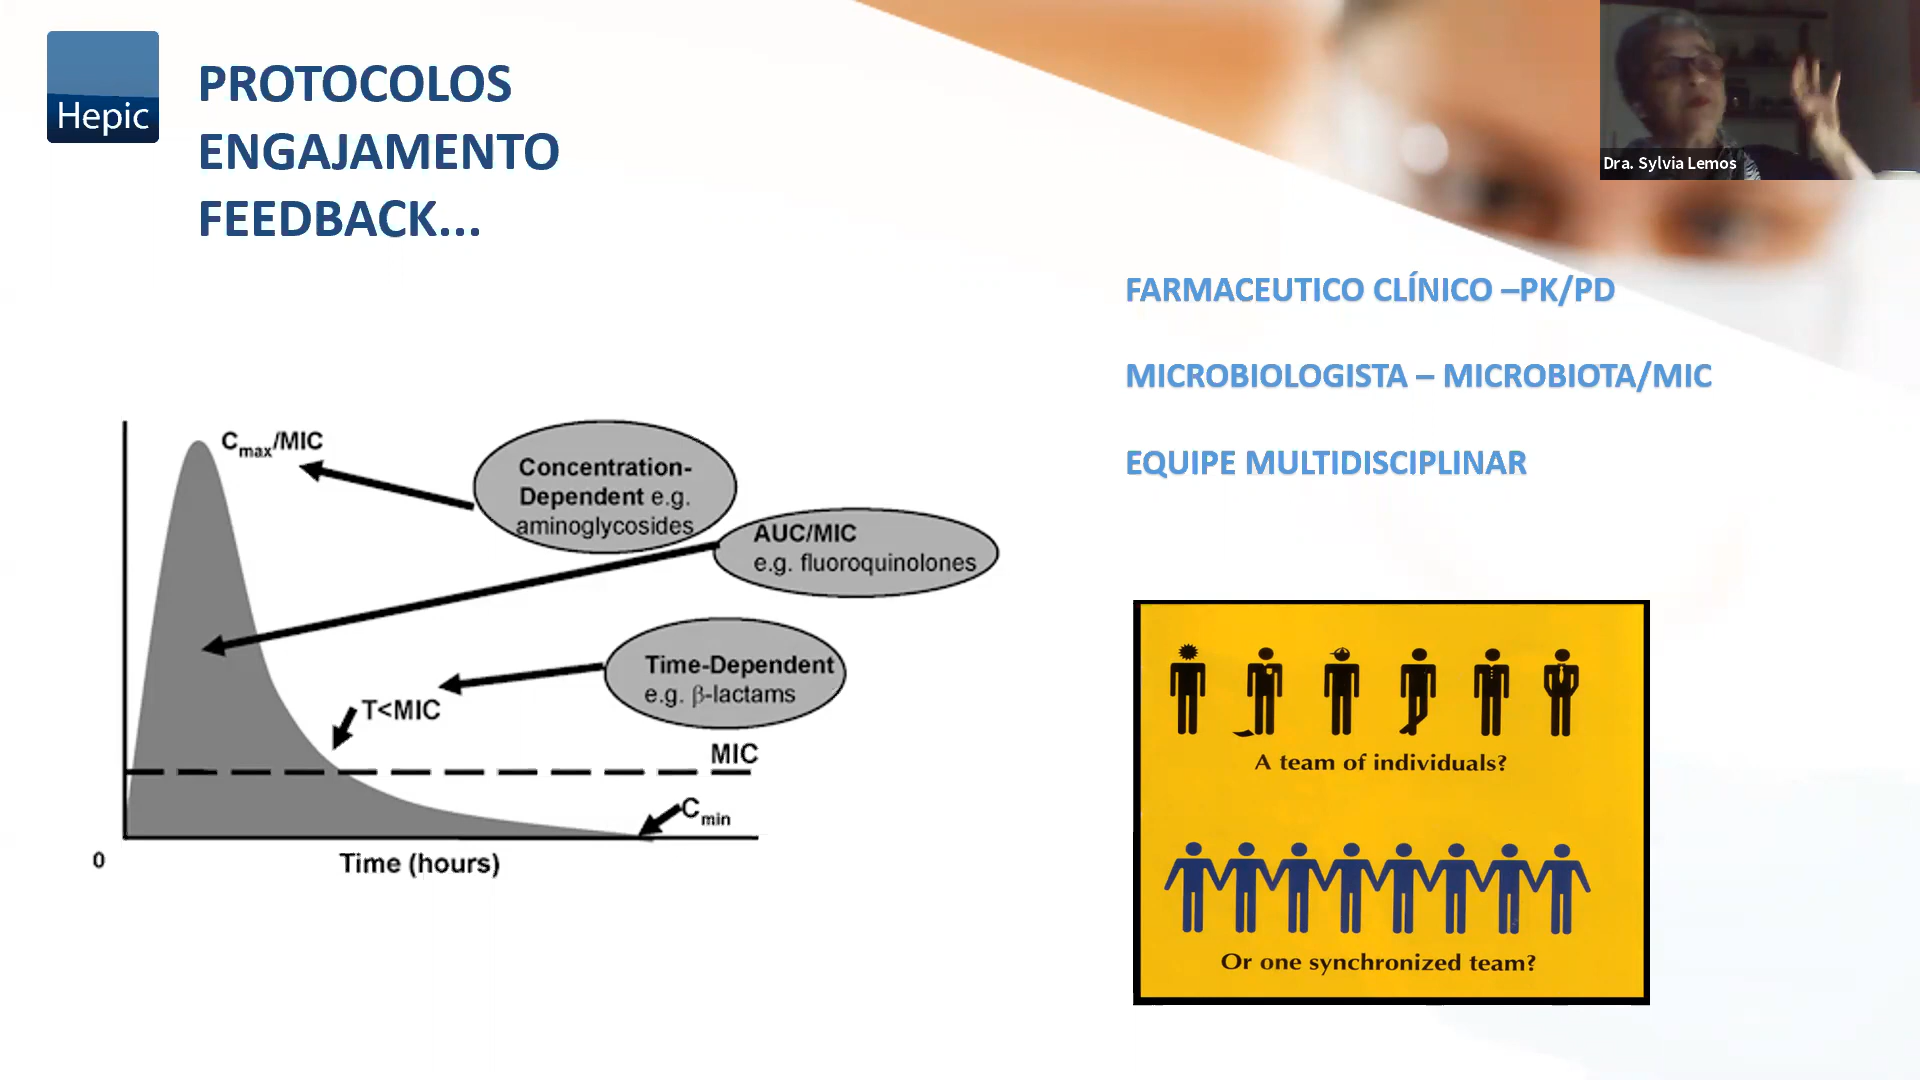 Hepic
PROTOCOLOS
ENGAJAMENTO
FEEDBACK...
Dra. Sylvia Lemos
FARMACEUTICO CLÍNICO –PK/PD
MICROBIOLOGISTA – MICROBIOTA/MIC
EQUIPE MULTIDISCIPLINAR
Cmax/MIC
Concentration-
Dependent e.g.
aminoglycosides
AUC/MIC
e.g. fluoroquinolones
Time-Dependent
e.g. β-lactams
T<MIC
MIC
Cmin
0
Time (hours)
A team of individuals?
Or one synchronized team?